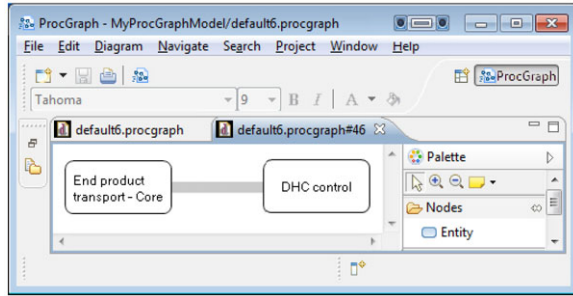 ProcGraph - MyProcGraphModel/default6.procgraph
File Edit Diagram Navigate Search Project Window Help
ProcGraph
Tahoma 9 B I A
default6.procgraph default6.procgraph#46
Palette
End product
transport - Core
DHC control
Nodes
Entity